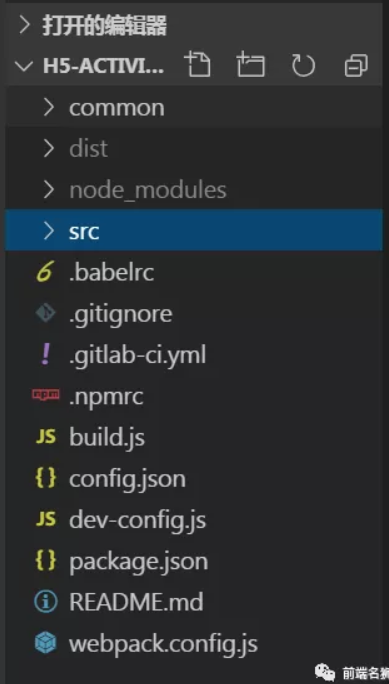 打开的编辑器
H5-ACTIVI...
common
dist
node_modules
src
.babelrc
.gitignore
.gitlab-ci.yml
npm .npmrc
JS build.js
{} config.json
JS dev-config.js
{} package.json
README.md
webpack.config.js
前端名狮